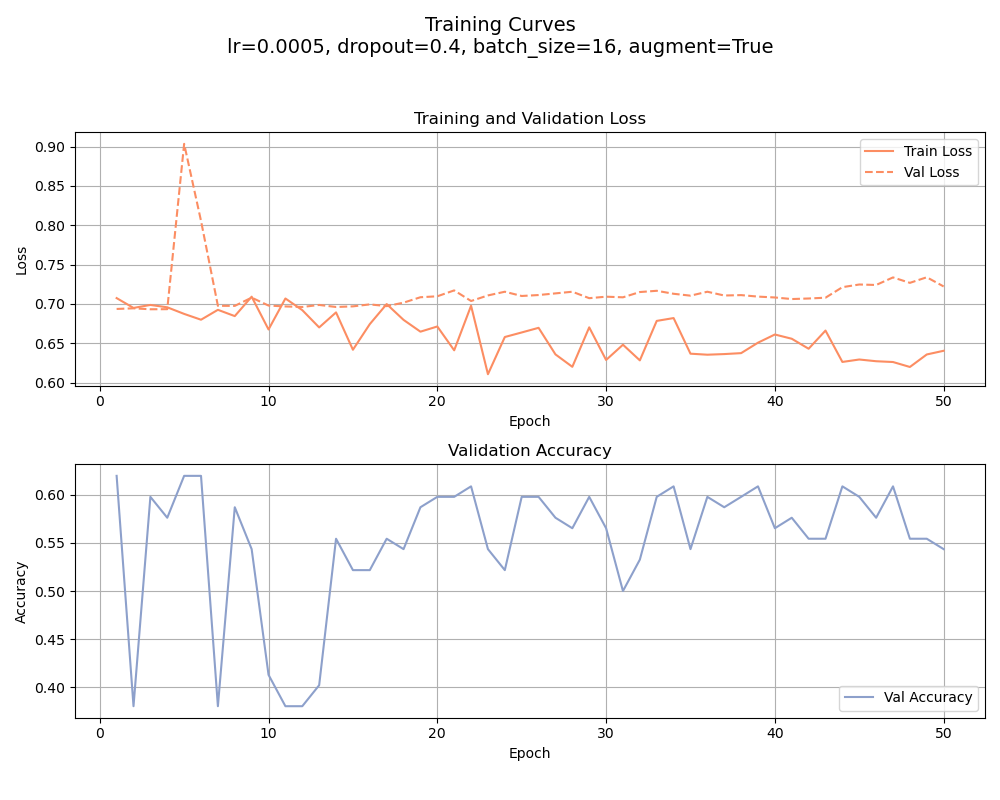 Training Curves
lr=0.0005, dropout=0.4, batch_size=16, augment=True
Training and Validation Loss
0.90
0.85
0.80
0.75
0.70
0.65
0.60
Loss
Train Loss
Val Loss
0 10 20 30 40 50
Epoch
Validation Accuracy
0.60
0.55
0.50
0.45
0.40
Accuracy
Val Accuracy
0 10 20 30 40 50
Epoch